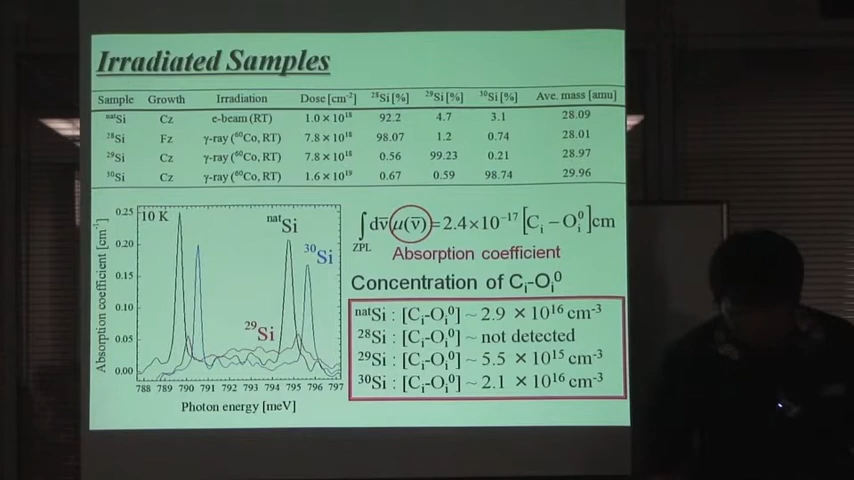 Irradiated Samples
Sample Growth Irradiation Dose [cm⁻²] ²⁸Si [%] ²⁹Si [%] ³⁰Si [%] Ave. mass [amu]
ⁿᵃᵗSi Cz e-beam (RT) 1.0 × 10¹⁸ 92.2 4.7 3.1 28.09
²⁸Si Fz γ-ray (⁶⁰Co, RT) 7.8 × 10¹⁸ 98.07 1.2 0.74 28.01
²⁹Si Cz γ-ray (⁶⁰Co, RT) 7.8 × 10¹⁸ 0.56 99.23 0.21 28.97
³⁰Si Cz γ-ray (⁶⁰Co, RT) 1.6 × 10¹⁹ 0.67 0.59 98.74 29.96
Absorption coefficient [cm⁻¹]
0.25
0.20
0.15
0.10
0.05
0.00
10 K
ⁿᵃᵗSi
³⁰Si
²⁹Si
788 789 790 791 792 793 794 795 796 797
Photon energy [meV]
∫ dν̄ μ(ν̄) = 2.4×10⁻¹⁷ [Cᵢ − Oᵢ⁰] cm
ZPL
Absorption coefficient
Concentration of Cᵢ-Oᵢ⁰
ⁿᵃᵗSi : [Cᵢ-Oᵢ⁰] ~ 2.9 × 10¹⁶ cm⁻³
²⁸Si : [Cᵢ-Oᵢ⁰] ~ not detected
²⁹Si : [Cᵢ-Oᵢ⁰] ~ 5.5 × 10¹⁵ cm⁻³
³⁰Si : [Cᵢ-Oᵢ⁰] ~ 2.1 × 10¹⁶ cm⁻³